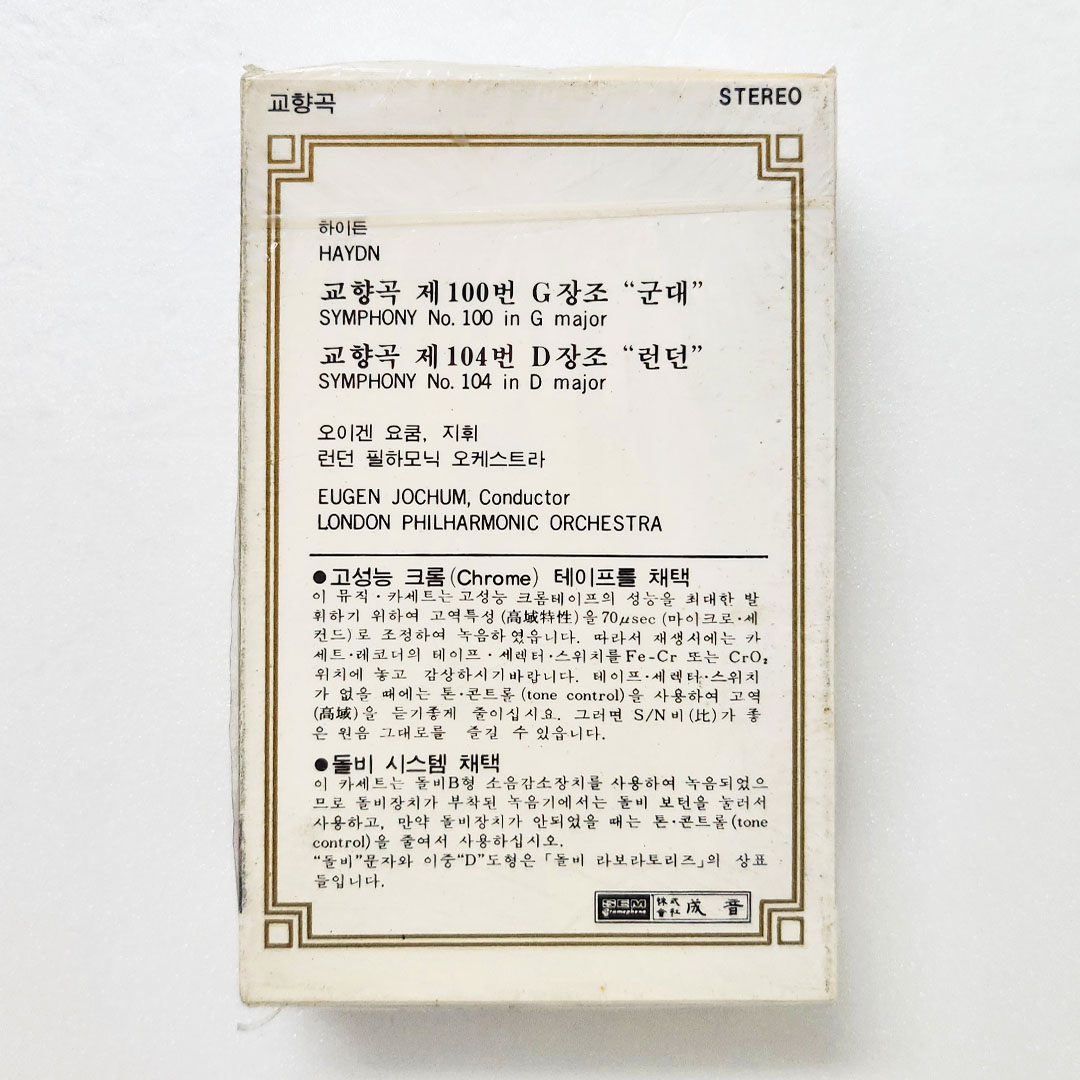 교향곡
STEREO
하이든
HAYDN
교향곡 제100번 G장조 “군대”
SYMPHONY No. 100 in G major
교향곡 제104번 D장조 “런던”
SYMPHONY No. 104 in D major
오이겐 요쿰, 지휘
런던 필하모닉 오케스트라
EUGEN JOCHUM, Conductor
LONDON PHILHARMONIC ORCHESTRA
●고성능 크롬(Chrome) 테이프를 채택
이 뮤직·카세트는 고성능 크롬테이프의 성능을 최대한 발
휘하기 위하여 고역특성(高域特性)을 70μsec (마이크로·세
컨드)로 조정하여 녹음하였읍니다. 따라서 재생시에는 카
세트·레코더의 테이프·세렉터·스위치를 Fe-Cr 또는 CrO₂
위치에 놓고 감상하시기바랍니다. 테이프·세렉터·스위치
가 없을 때에는 톤·콘트롤(tone control)을 사용하여 고역
(高域)을 듣기좋게 줄이십시요. 그러면 S/N비(比)가 좋
은 원음 그대로를 즐길 수 있읍니다.
●돌비 시스템 채택
이 카세트는 돌비B형 소음감소장치를 사용하여 녹음되었으
므로 돌비장치가 부착된 녹음기에서는 돌비 보턴을 눌러서
사용하고, 만약 돌비장치가 안되었을 때는 톤·콘트롤(tone
control)을 줄여서 사용하십시오.
“돌비”문자와 이중“D”도형은「돌비 라보라토리즈」의 상표
들입니다.
SEM Gramophone 株式會社 成音